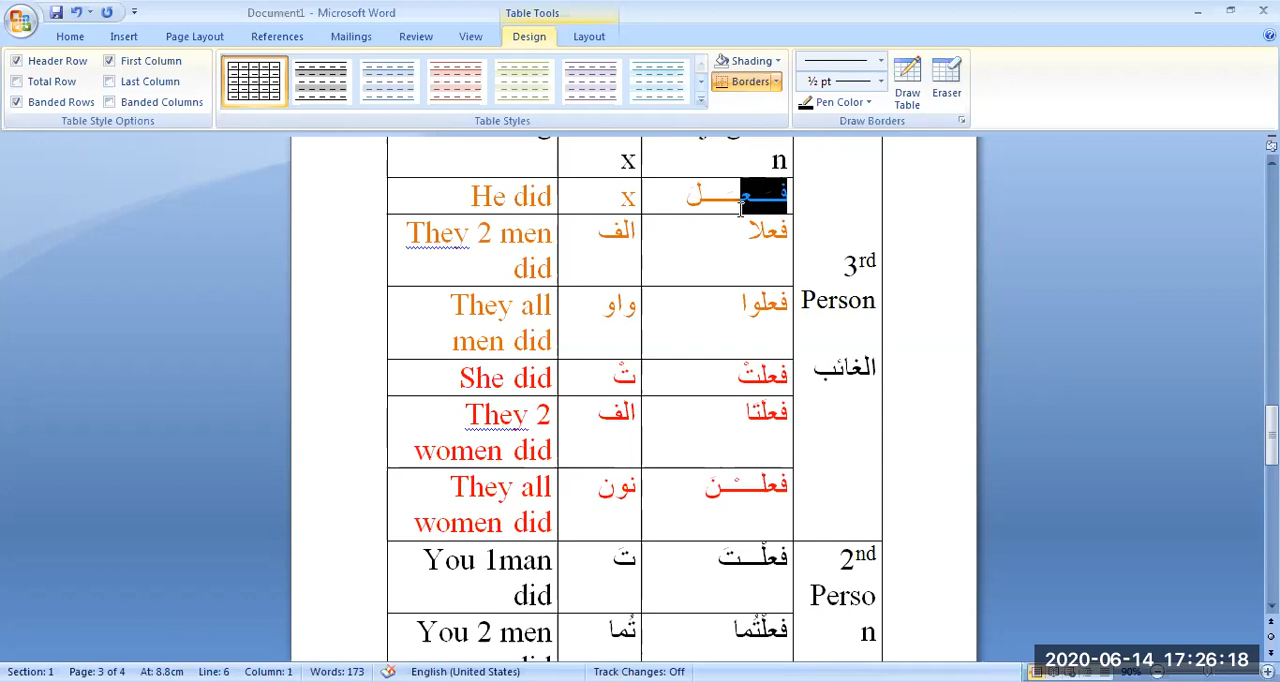 Document1 - Microsoft Word
Table Tools
Home Insert Page Layout References Mailings Review View Design Layout
Header Row First Column
Total Row Last Column
Banded Rows Banded Columns
Table Style Options
Table Styles
Shading
Borders
½ pt
Pen Color
Draw Table
Eraser
Draw Borders
n x
فَــعَــلَ x He did
فعلا الف They 2 men did
فعلوا واو They all men did
3rd Person
الغائب
فعلتْ تْ She did
فعلتا الف They 2 women did
فعلــْـن نون They all women did
2nd Person
فعلْــتَ تَ You 1man did
فعلْتُما تُما You 2 men
Section: 1 Page: 3 of 4 At: 8.8cm Line: 6 Column: 1 Words: 173 English (United States) Track Changes: Off 90%
2020-06-14 17:26:18